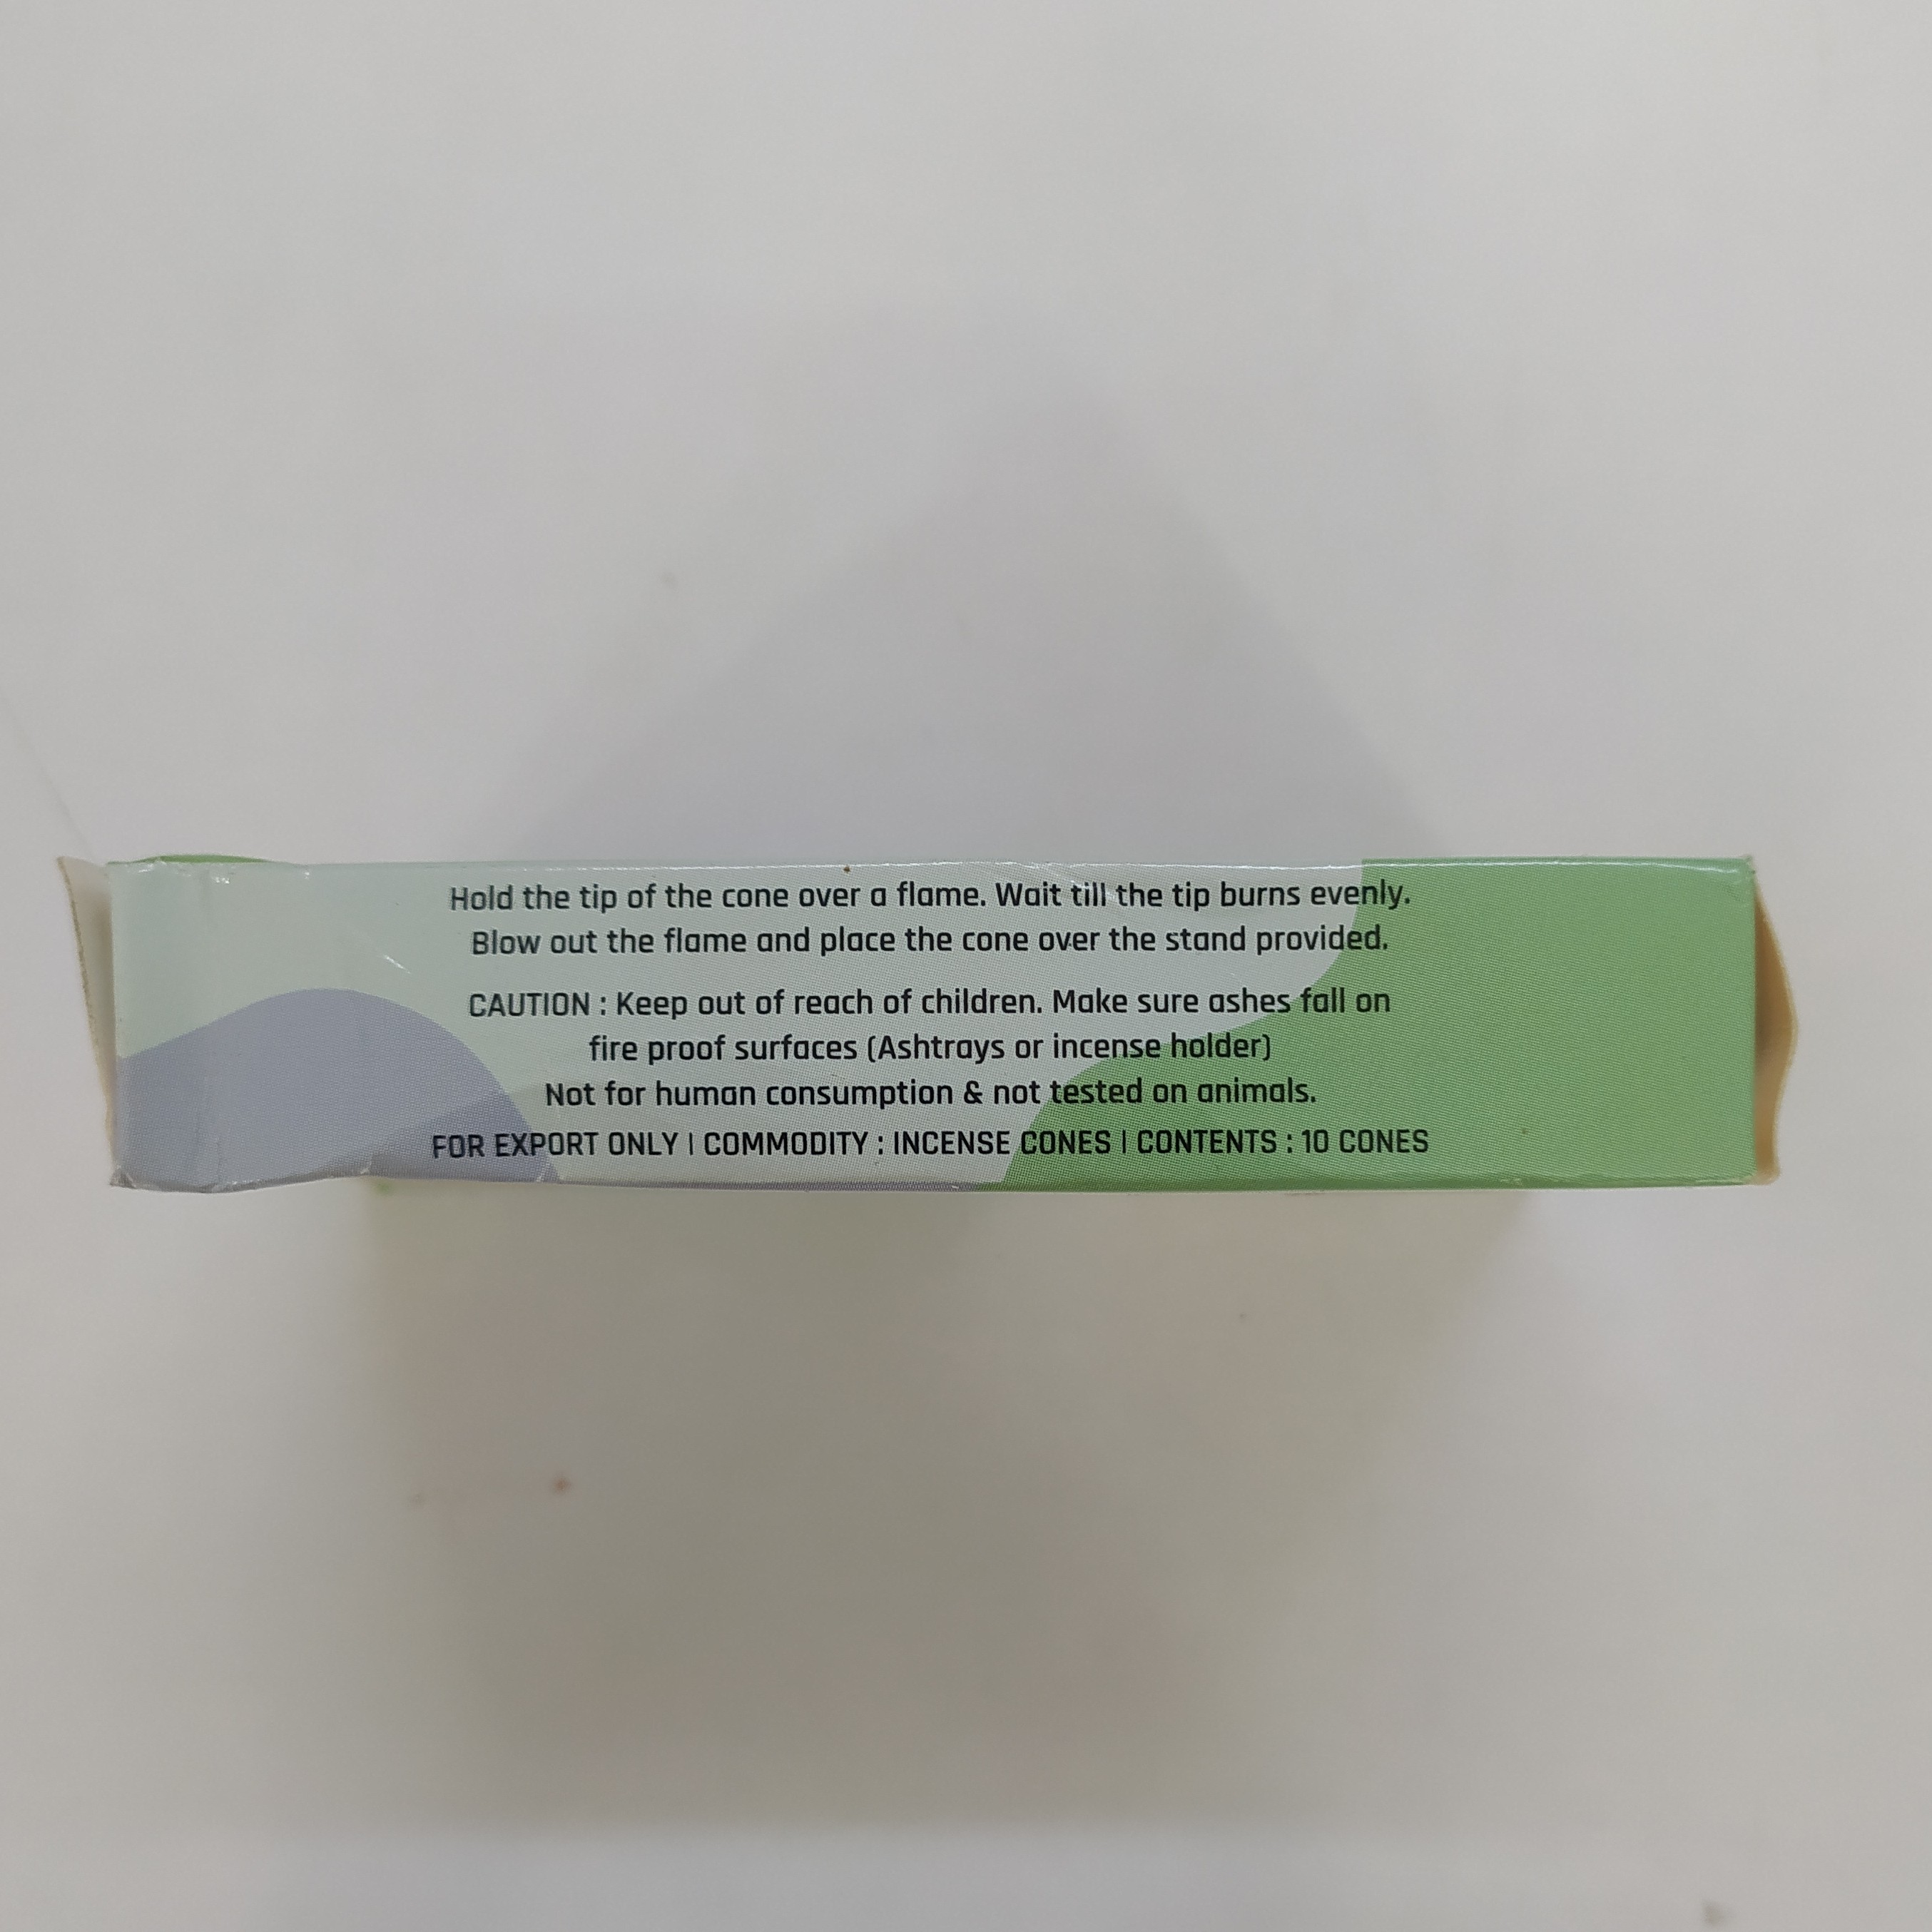 Hold the tip of the cone over a flame. Wait till the tip burns evenly.
Blow out the flame and place the cone over the stand provided.
CAUTION : Keep out of reach of children. Make sure ashes fall on
fire proof surfaces (Ashtrays or incense holder)
Not for human consumption & not tested on animals.
FOR EXPORT ONLY | COMMODITY : INCENSE CONES | CONTENTS : 10 CONES